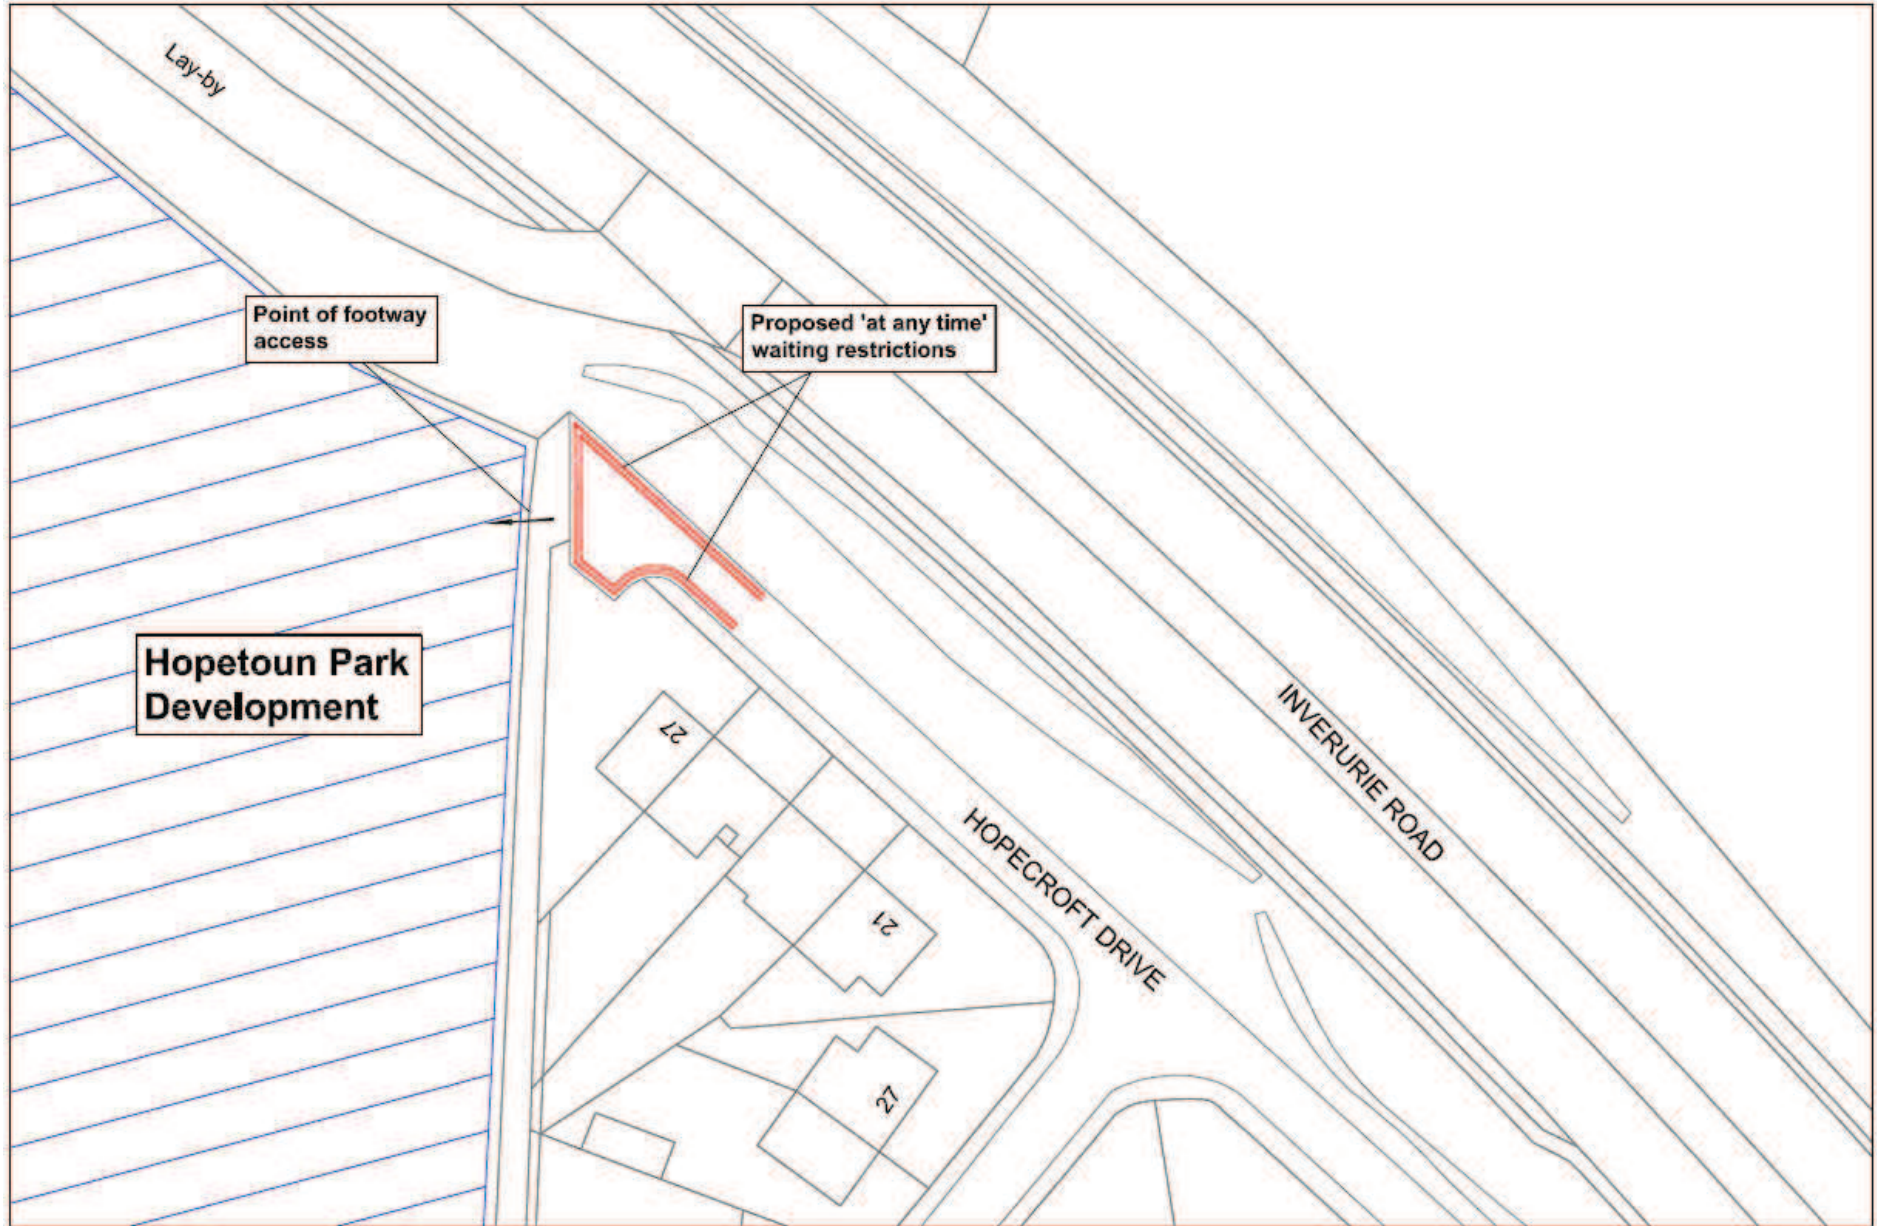 Lay-by
Point of footway
access
Proposed 'at any time'
waiting restrictions
Hopetoun Park
Development
27
INVERURIE ROAD
HOPECROFT DRIVE
21
27